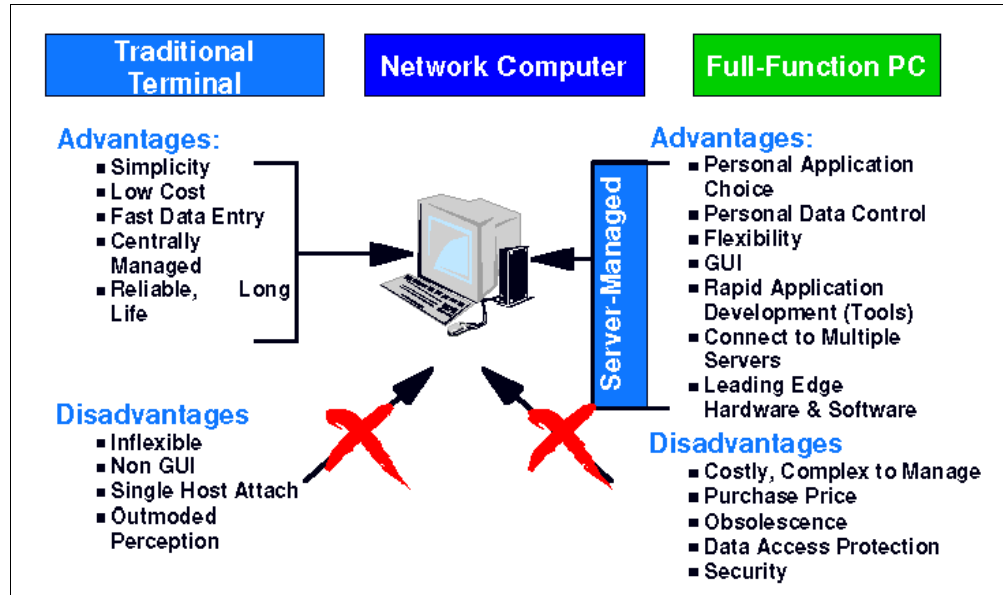 Traditional
Terminal
Network Computer
Full-Function PC
Advantages:
Simplicity
Low Cost
Fast Data Entry
Centrally
Managed
Reliable, Long
Life
Disadvantages
Inflexible
Non GUI
Single Host Attach
Outmoded
Perception
Server-Managed
Advantages:
Personal Application
Choice
Personal Data Control
Flexibility
GUI
Rapid Application
Development (Tools)
Connect to Multiple
Servers
Leading Edge
Hardware & Software
Disadvantages
Costly, Complex to Manage
Purchase Price
Obsolescence
Data Access Protection
Security